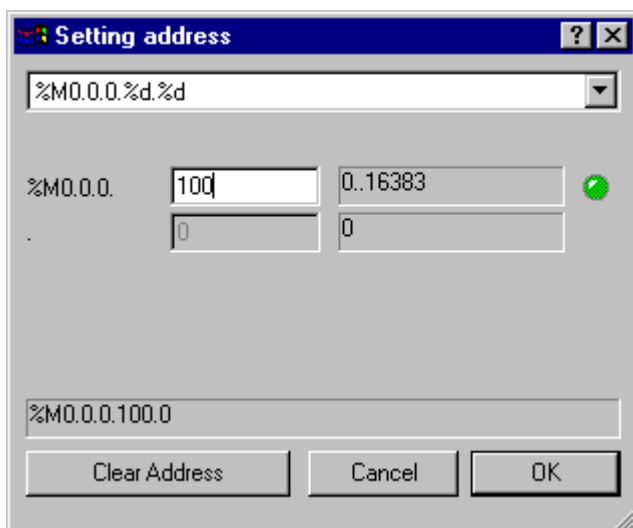 Setting address
%M0.0.0.%d.%d
%M0.0.0. 100 0..16383
. 0 0
%M0.0.0.100.0
Clear Address Cancel OK